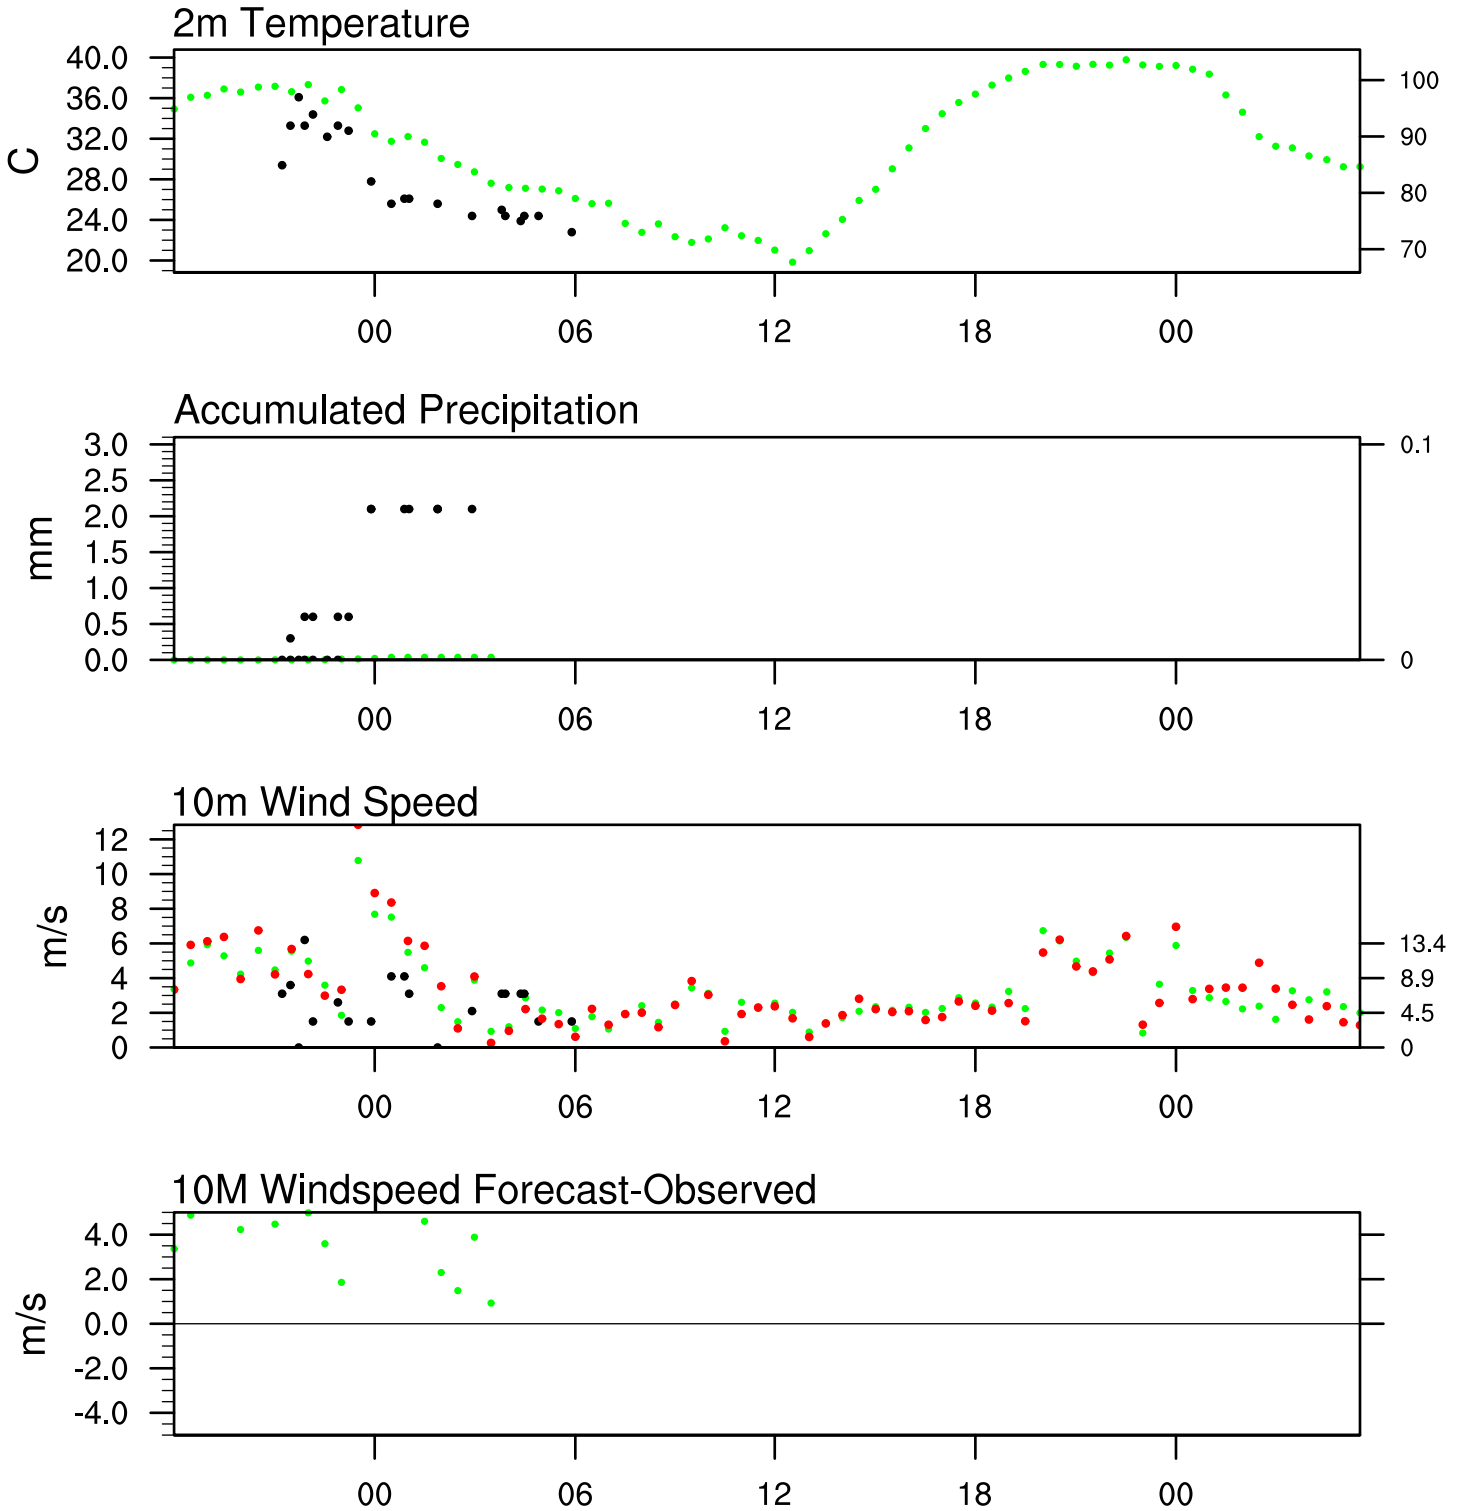 2m Temperature
40.0
36.0
32.0
28.0
24.0
20.0
C
100
90
80
70
00 06 12 18 00
Accumulated Precipitation
3.0
2.5
2.0
1.5
1.0
0.5
0.0
mm
0.1
0
00 06 12 18 00
10m Wind Speed
12
10
8
6
4
2
0
m/s
13.4
8.9
4.5
0
00 06 12 18 00
10M Windspeed Forecast-Observed
4.0
2.0
0.0
-2.0
-4.0
m/s
00 06 12 18 00